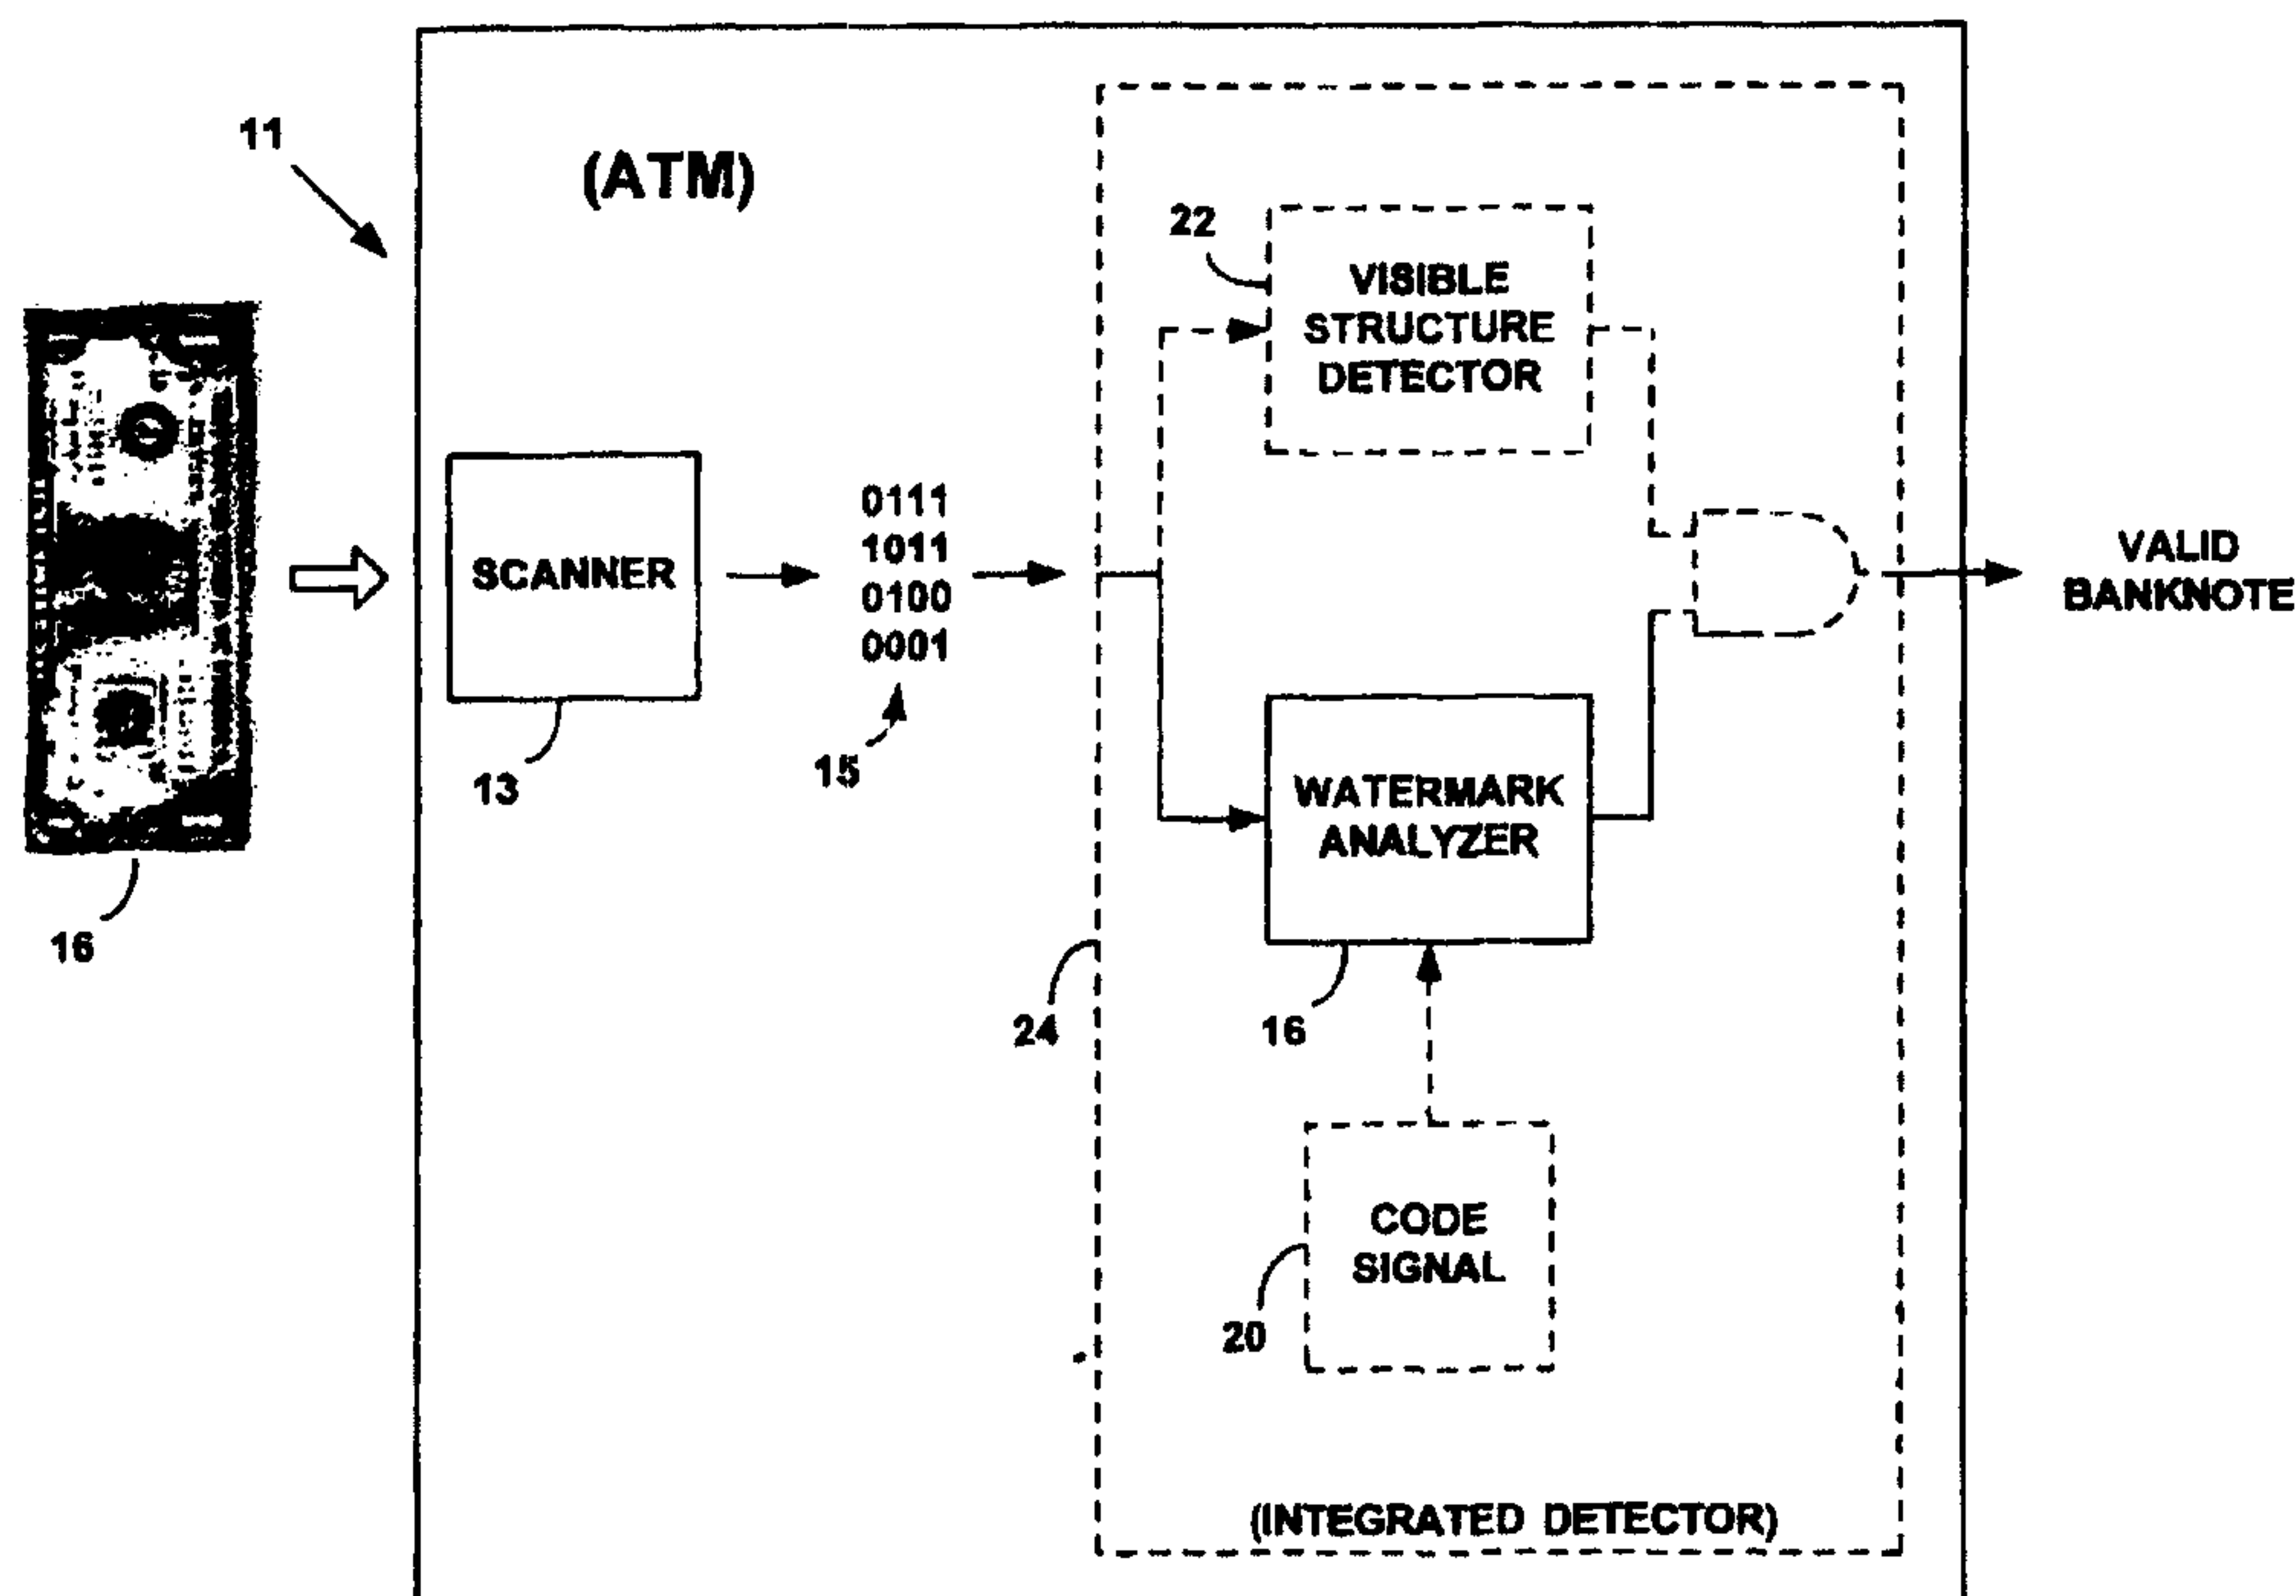 11
(ATM)
22
VISIBLE
STRUCTURE
DETECTOR
SCANNER
0111
1011
0100
0001
VALID
BANKNOTE
13
15
WATERMARK
ANALYZER
16
24
16
CODE
SIGNAL
20
(INTEGRATED DETECTOR)